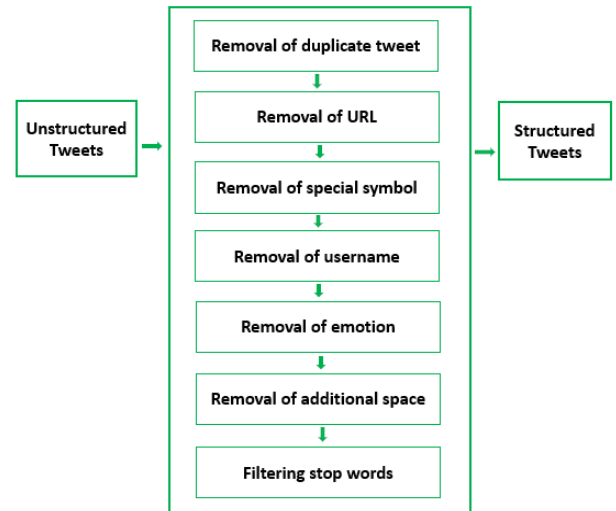 Unstructured
Tweets
Removal of duplicate tweet
Removal of URL
Removal of special symbol
Removal of username
Removal of emotion
Removal of additional space
Filtering stop words
Structured
Tweets